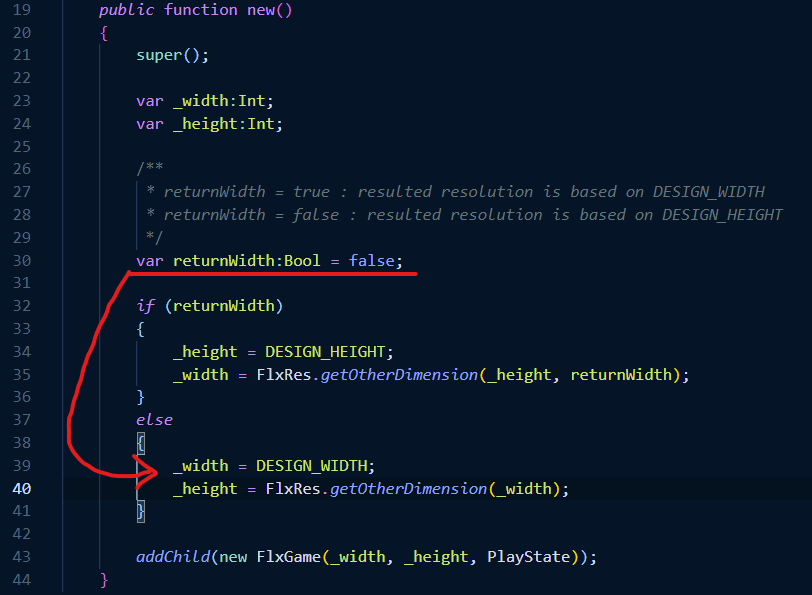 19 public function new()
20 {
21 super();
22
23 var _width:Int;
24 var _height:Int;
25
26 /**
27 * returnWidth = true : resulted resolution is based on DESIGN_WIDTH
28 * returnWidth = false : resulted resolution is based on DESIGN_HEIGHT
29 */
30 var returnWidth:Bool = false;
31
32 if (returnWidth)
33 {
34 _height = DESIGN_HEIGHT;
35 _width = FlxRes.getOtherDimension(_height, returnWidth);
36 }
37 else
38 {
39 _width = DESIGN_WIDTH;
40 _height = FlxRes.getOtherDimension(_width);
41 }
42
43 addChild(new FlxGame(_width, _height, PlayState));
44 }